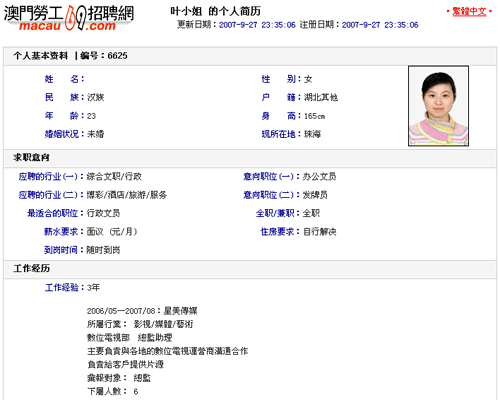 澳門勞工69招聘網
macau69.com
叶小姐 的个人简历
更新日期：2007-9-27 23:35:06 注册日期：2007-9-27 23:35:06
• 繁體中文 •
个人基本资料 |编号：6625
姓 名： 性 别：女
民 族：汉族 户 籍：湖北其他
年 龄：23 身 高：165cm
婚姻状况：未婚 现所在地：珠海
求职意向
应聘的行业(一)：综合文职/行政 意向职位(一)：办公文员
应聘的行业(二)：博彩/酒店/旅游/服务 意向职位(二)：发牌员
最适合的职位：行政文员 全职/兼职：全职
薪水要求：面议 (元/月) 住房要求：自行解决
到岗时间：随时到岗
工作经历
工作经验：3年
2006/05—2007/08：星美傳媒
所屬行業： 影視/媒體/藝術
數位電視部 總監助理
主要負責與各地的數位電視運營商溝通合作
負責給客戶提供片源
彙報對象： 總監
下屬人數： 6